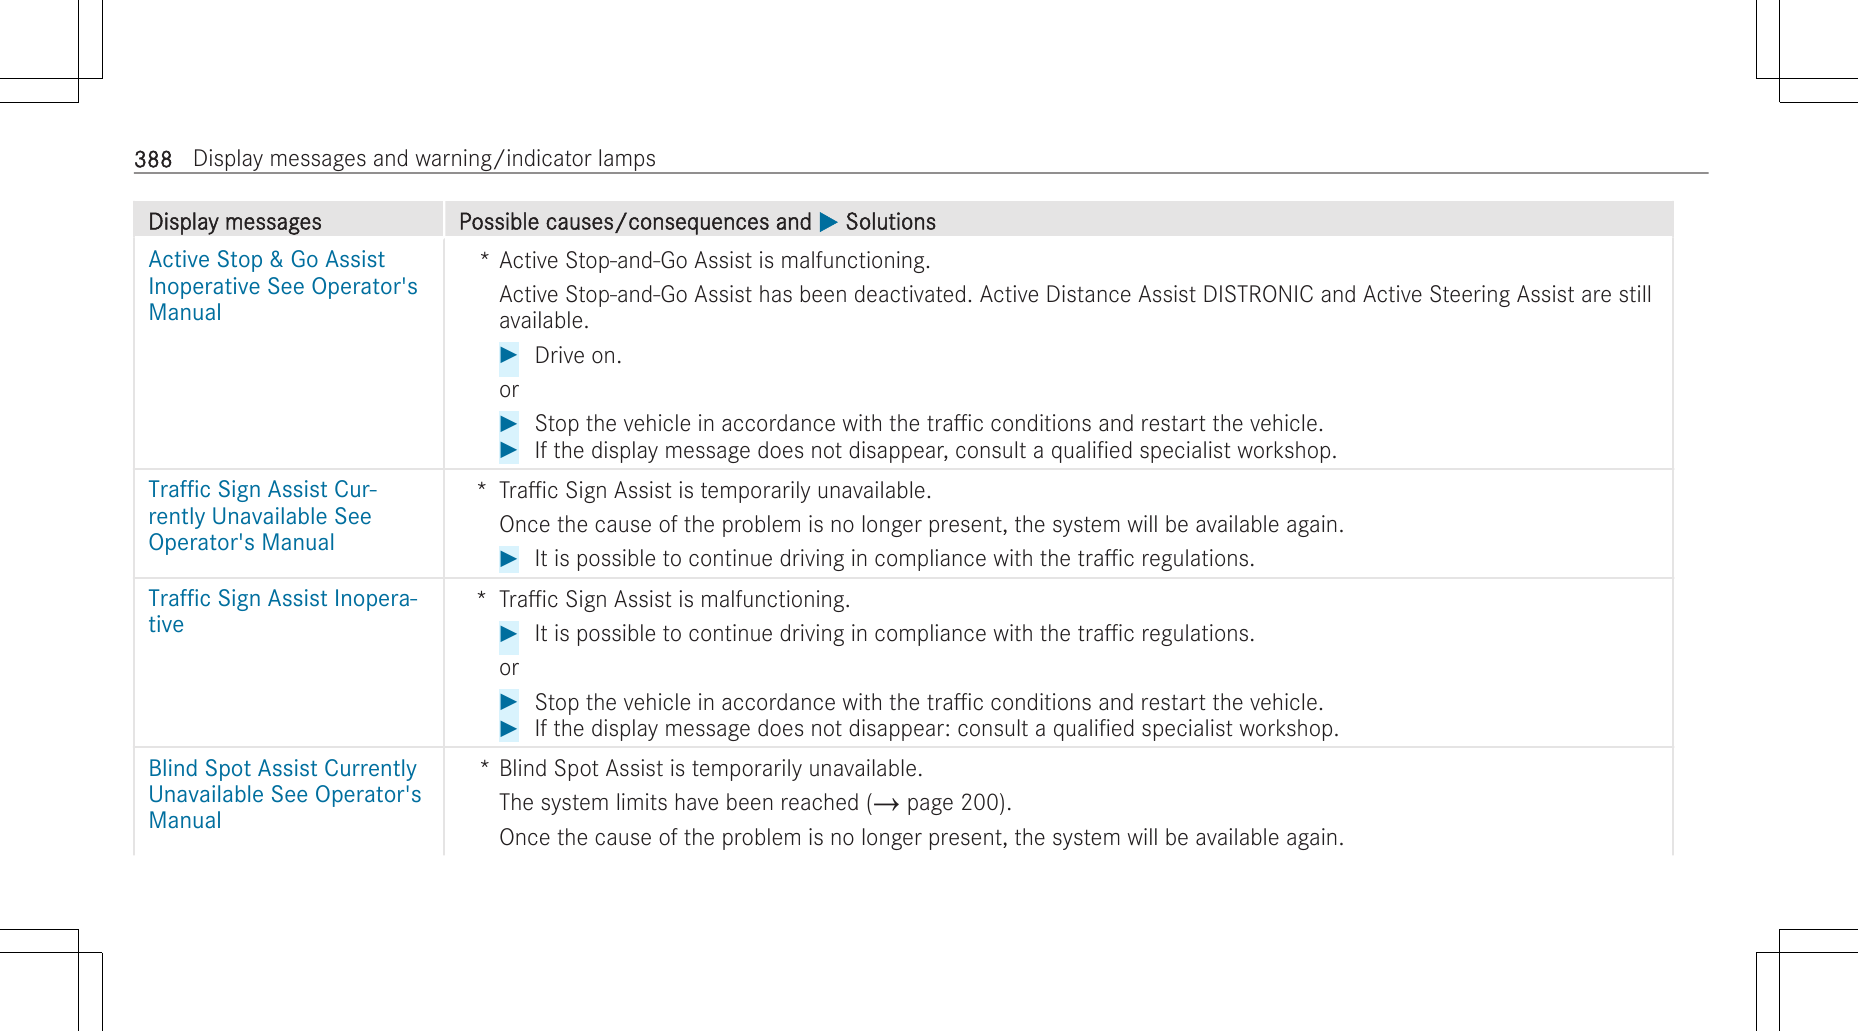 388 Display messages and warning/indicator lamps
Display messages
Possible causes/consequences and ▶ Solutions
Active Stop & Go Assist
Inoperative See Operator's
Manual
* Active Stop-and-Go Assist is malfunctioning.
Active Stop-and-Go Assist has been deactivated. Active Distance Assist DISTRONIC and Active Steering Assist are still
available.
▶ Drive on.
or
▶ Stop the vehicle in accordance with the traffic conditions and restart the vehicle.
▶ If the display message does not disappear, consult a qualified specialist workshop.
Traffic Sign Assist Cur-
rently Unavailable See
Operator's Manual
* Traffic Sign Assist is temporarily unavailable.
Once the cause of the problem is no longer present, the system will be available again.
▶ It is possible to continue driving in compliance with the traffic regulations.
Traffic Sign Assist Inopera-
tive
* Traffic Sign Assist is malfunctioning.
▶ It is possible to continue driving in compliance with the traffic regulations.
or
▶ Stop the vehicle in accordance with the traffic conditions and restart the vehicle.
▶ If the display message does not disappear: consult a qualified specialist workshop.
Blind Spot Assist Currently
Unavailable See Operator's
Manual
* Blind Spot Assist is temporarily unavailable.
The system limits have been reached (→ page 200).
Once the cause of the problem is no longer present, the system will be available again.